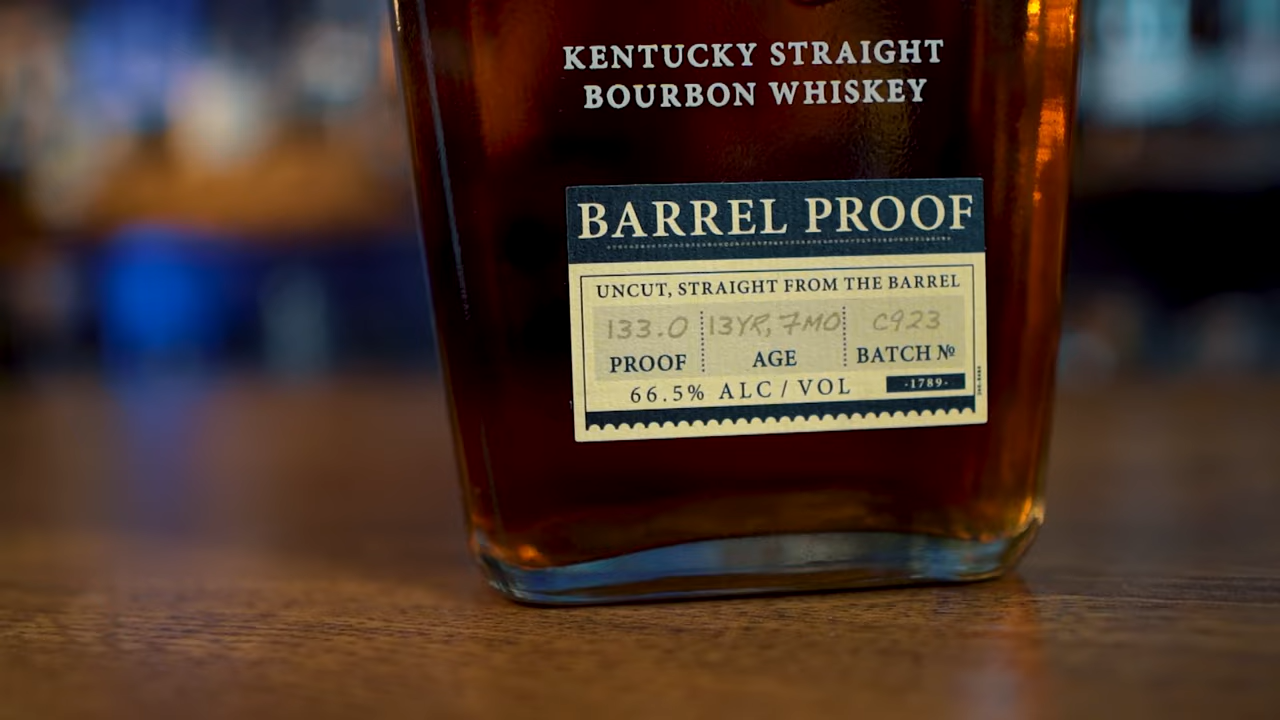 KENTUCKY STRAIGHT
BOURBON WHISKEY
BARREL PROOF
UNCUT, STRAIGHT FROM THE BARREL
133.0 13YR, 7MO C923
PROOF AGE BATCH №
66.5% ALC / VOL ·1789·